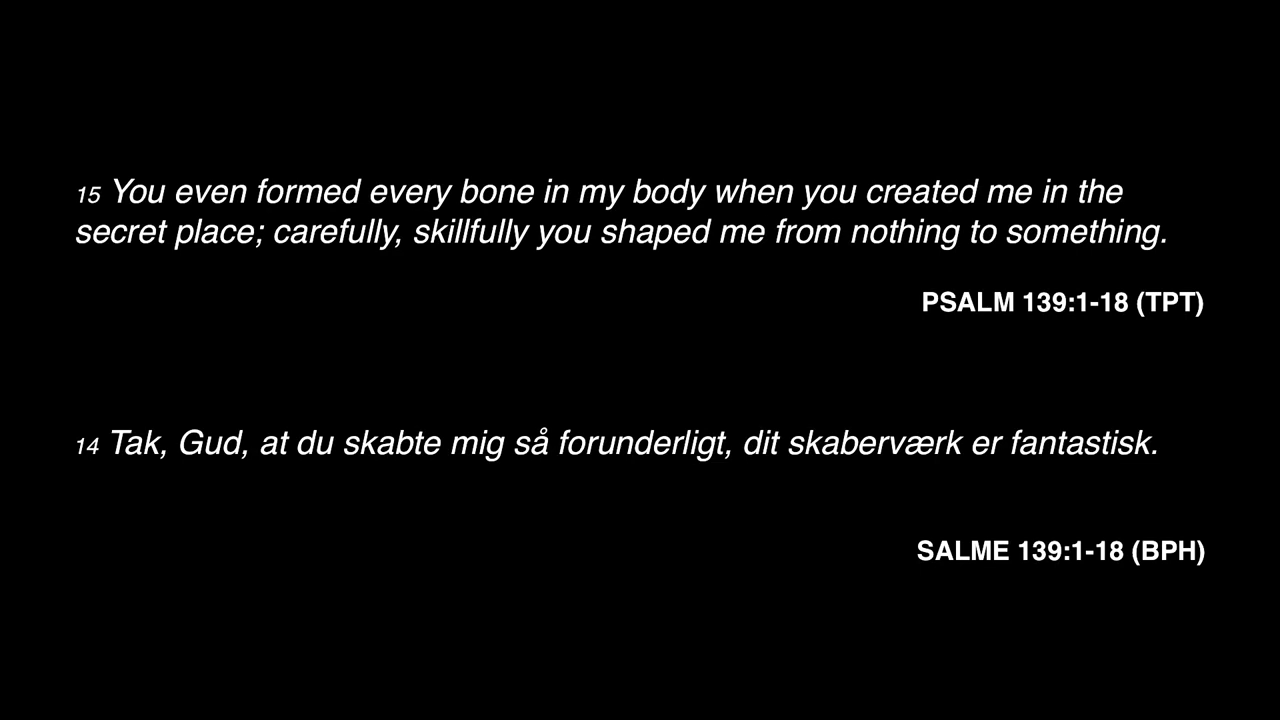 15 You even formed every bone in my body when you created me in the
secret place; carefully, skillfully you shaped me from nothing to something.
PSALM 139:1-18 (TPT)
14 Tak, Gud, at du skabte mig så forunderligt, dit skaberværk er fantastisk.
SALME 139:1-18 (BPH)